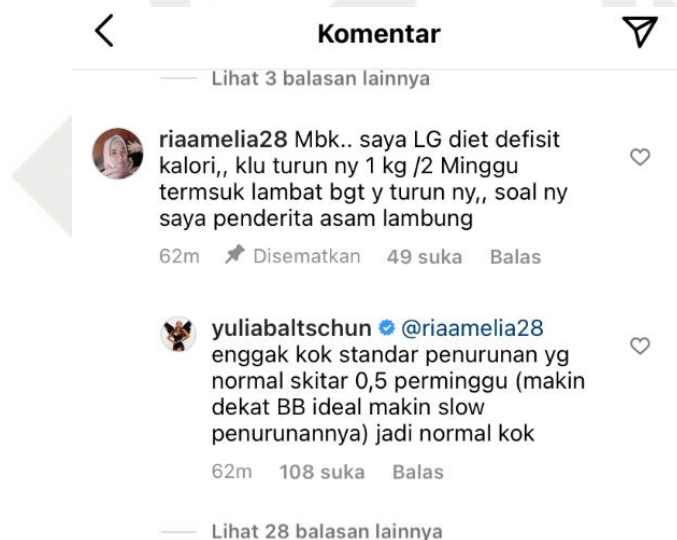 Komentar
Lihat 3 balasan lainnya
riaamelia28 Mbk.. saya LG diet defisit
kalori,, klu turun ny 1 kg /2 Minggu
termsuk lambat bgt y turun ny,, soal ny
saya penderita asam lambung
62m Disematkan 49 suka Balas
yuliabaltschun @riaamelia28
enggak kok standar penurunan yg
normal skitar 0,5 perminggu (makin
dekat BB ideal makin slow
penurunannya) jadi normal kok
62m 108 suka Balas
Lihat 28 balasan lainnya